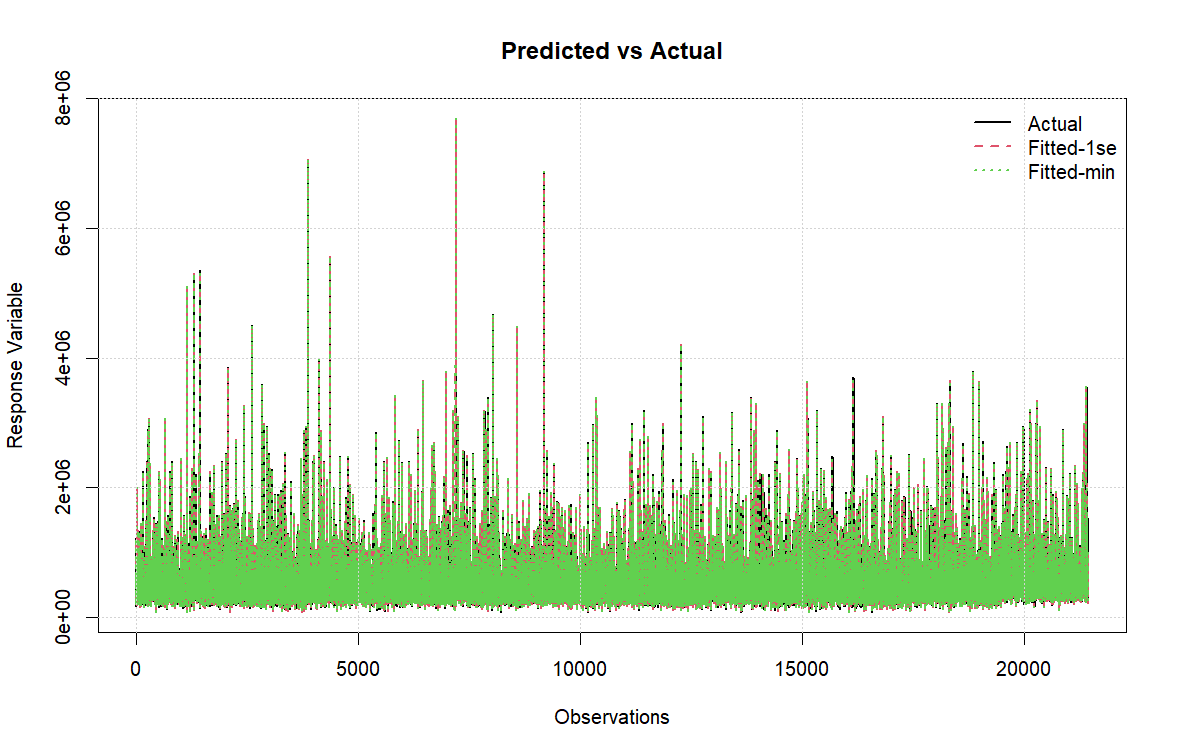 Predicted vs Actual
Actual
Fitted-1se
Fitted-min
Response Variable
8e+06
6e+06
4e+06
2e+06
0e+00
0 5000 10000 15000 20000
Observations